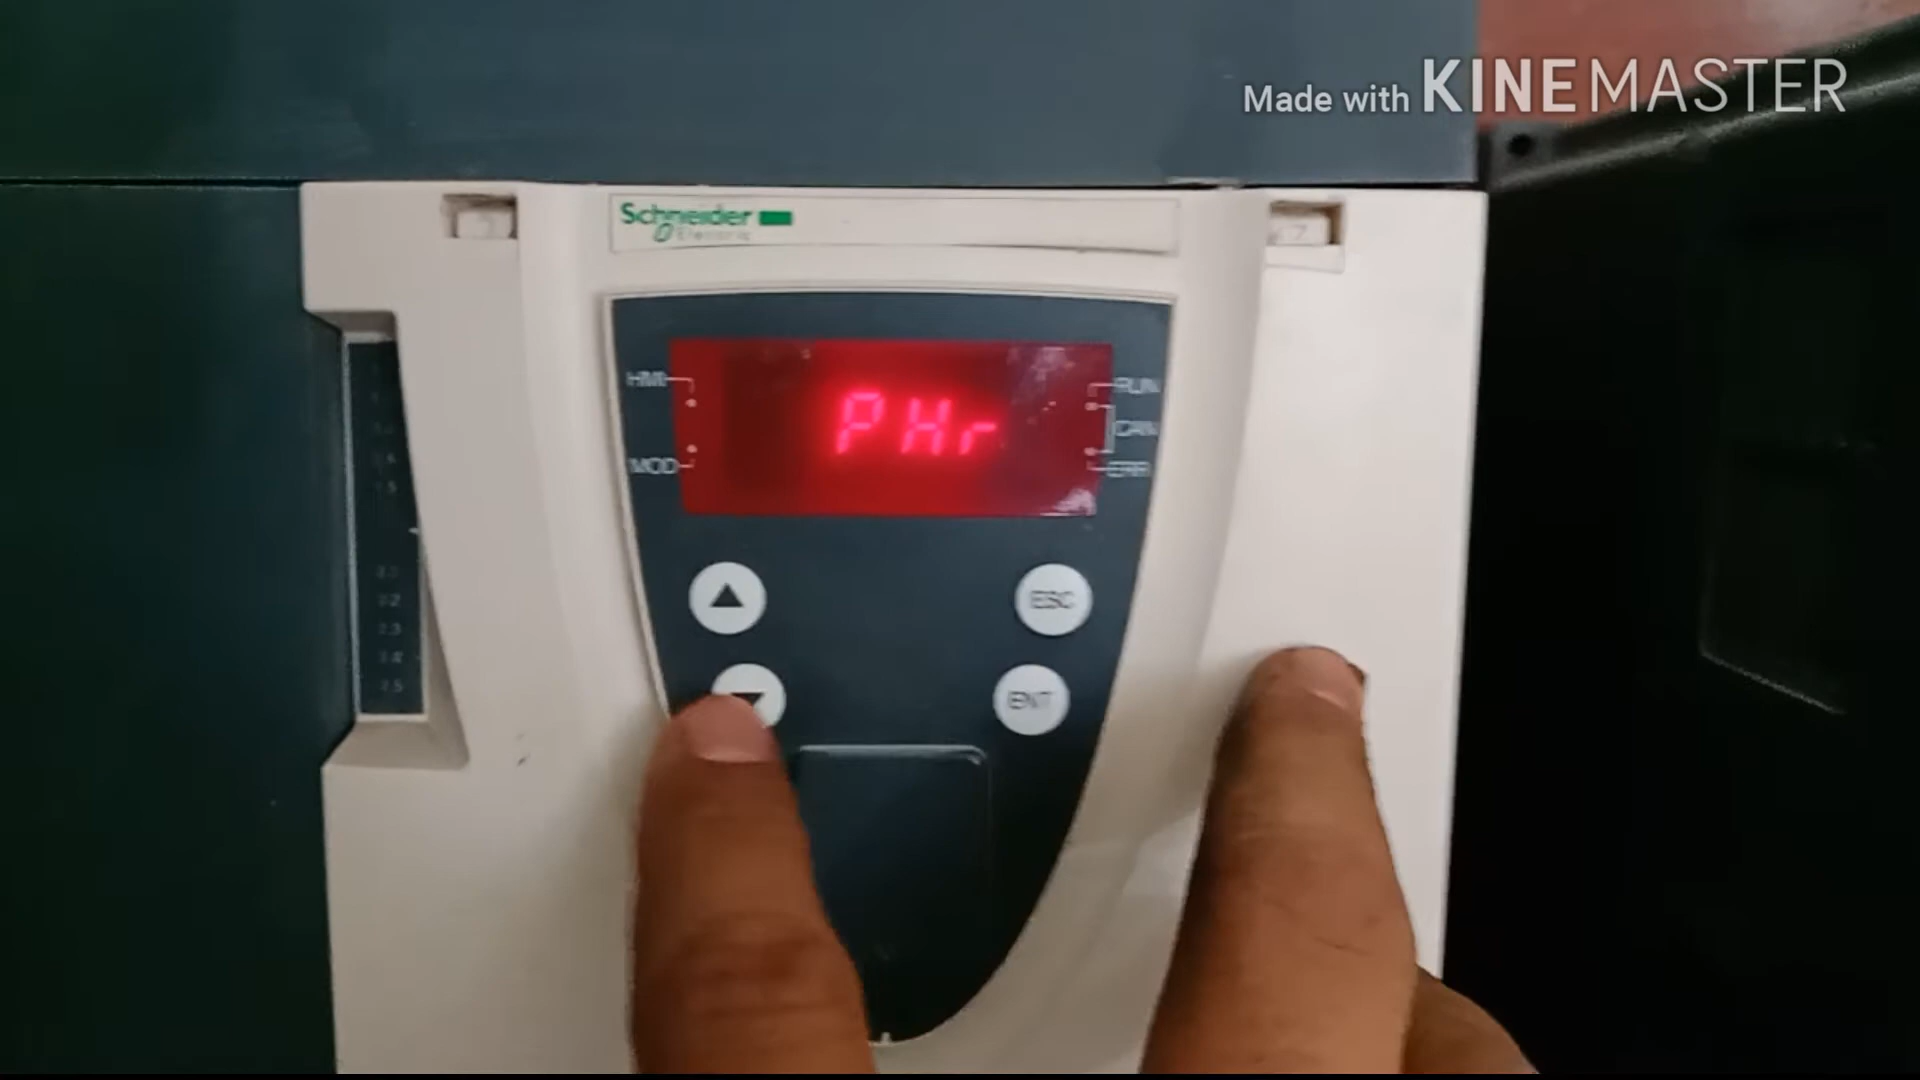 Made with KINEMASTER
Schneider
Electric
HMI
RUN
PHr
CAN
MOD
ERR
ESC
ENT